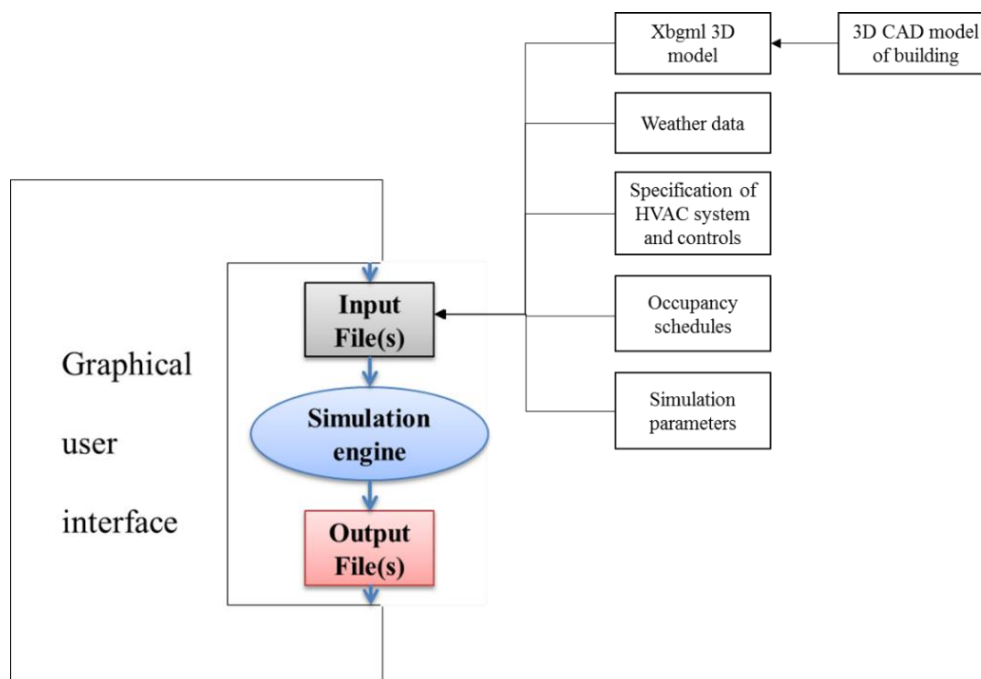 Xbgml 3D
model
3D CAD model
of building
Weather data
Specification of
HVAC system
and controls
Occupancy
schedules
Simulation
parameters
Graphical
user
interface
Input
File(s)
Simulation
engine
Output
File(s)